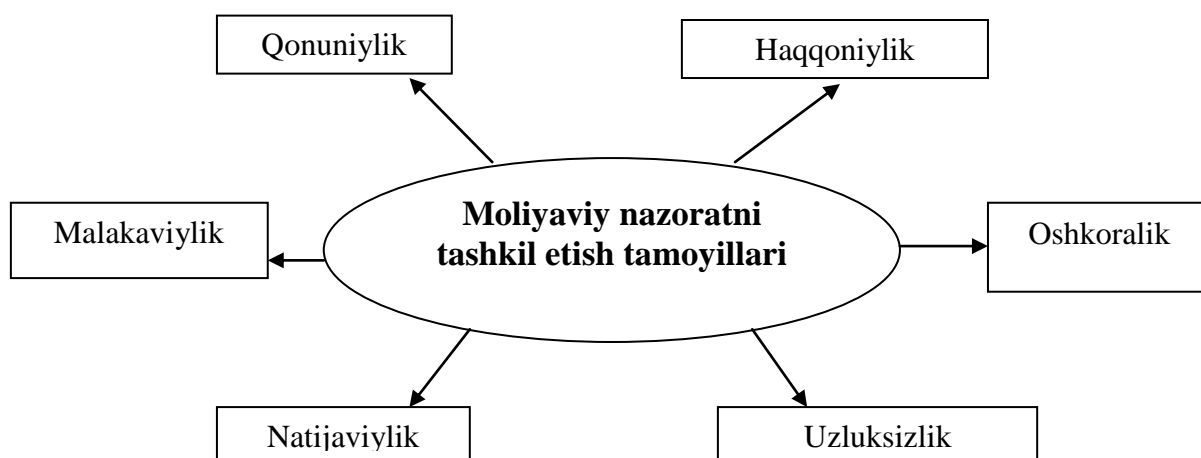 Qonuniylik
Haqqoniylik
Malakaviylik
Moliyaviy nazoratni
tashkil etish tamoyillari
Oshkoralik
Natijaviylik
Uzluksizlik